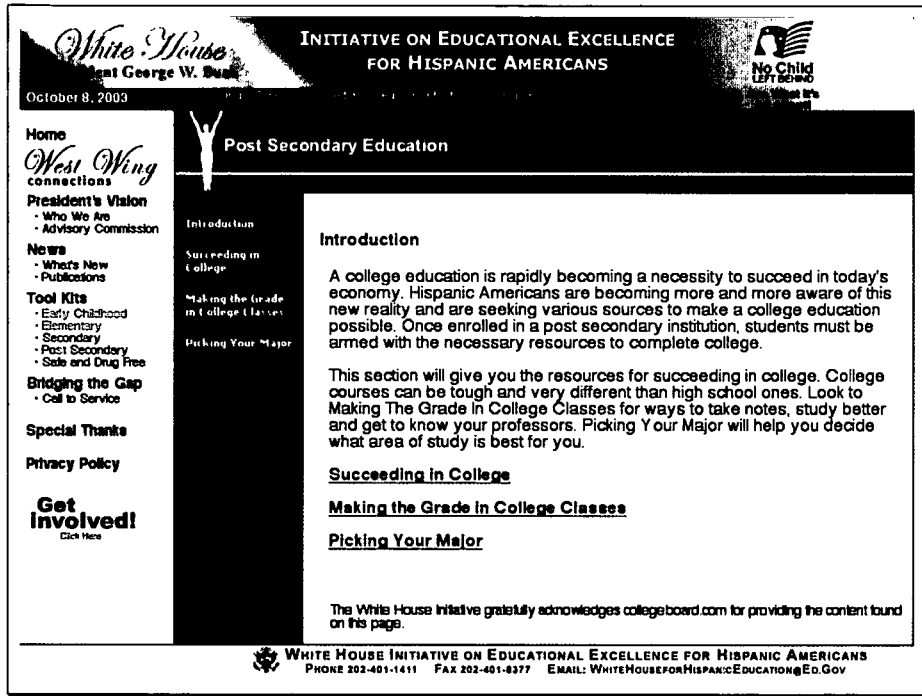 White House
INITIATIVE ON EDUCATIONAL EXCELLENCE
FOR HISPANIC AMERICANS
George W. Bush
No Child
LEFT BEHIND
October 8, 2003
Home
West Wing
connections
President's Vision
• Who We Are
• Advisory Commission
News
• What's New
• Publications
Tool Kits
• Early Childhood
• Elementary
• Secondary
• Post Secondary
• Safe and Drug Free
Bridging the Gap
• Call to Service
Special Thanks
Privacy Policy
Get
involved!
Click Here
Post Secondary Education
Introduction
Succeeding in
College
Making the Grade
in College Classes
Picking Your Major
Introduction
A college education is rapidly becoming a necessity to succeed in today's
economy. Hispanic Americans are becoming more and more aware of this
new reality and are seeking various sources to make a college education
possible. Once enrolled in a post secondary institution, students must be
armed with the necessary resources to complete college.
This section will give you the resources for succeeding in college. College
courses can be tough and very different than high school ones. Look to
Making The Grade In College Classes for ways to take notes, study better
and get to know your professors. Picking Your Major will help you decide
what area of study is best for you.
Succeeding in College
Making the Grade in College Classes
Picking Your Major
The White House Initiative gratefully acknowledges collegeboard.com for providing the content found
on this page.
WHITE HOUSE INITIATIVE ON EDUCATIONAL EXCELLENCE FOR HISPANIC AMERICANS
PHONE 202-401-1411 FAX 202-401-8377 EMAIL: WHITEHOUSEFORHISPANICEDUCATION@ED.GOV